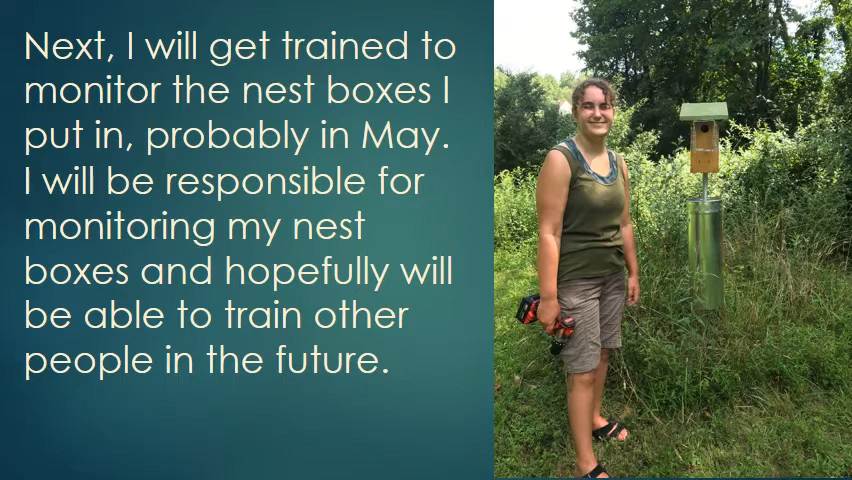 Next, I will get trained to
monitor the nest boxes I
put in, probably in May.
I will be responsible for
monitoring my nest
boxes and hopefully will
be able to train other
people in the future.